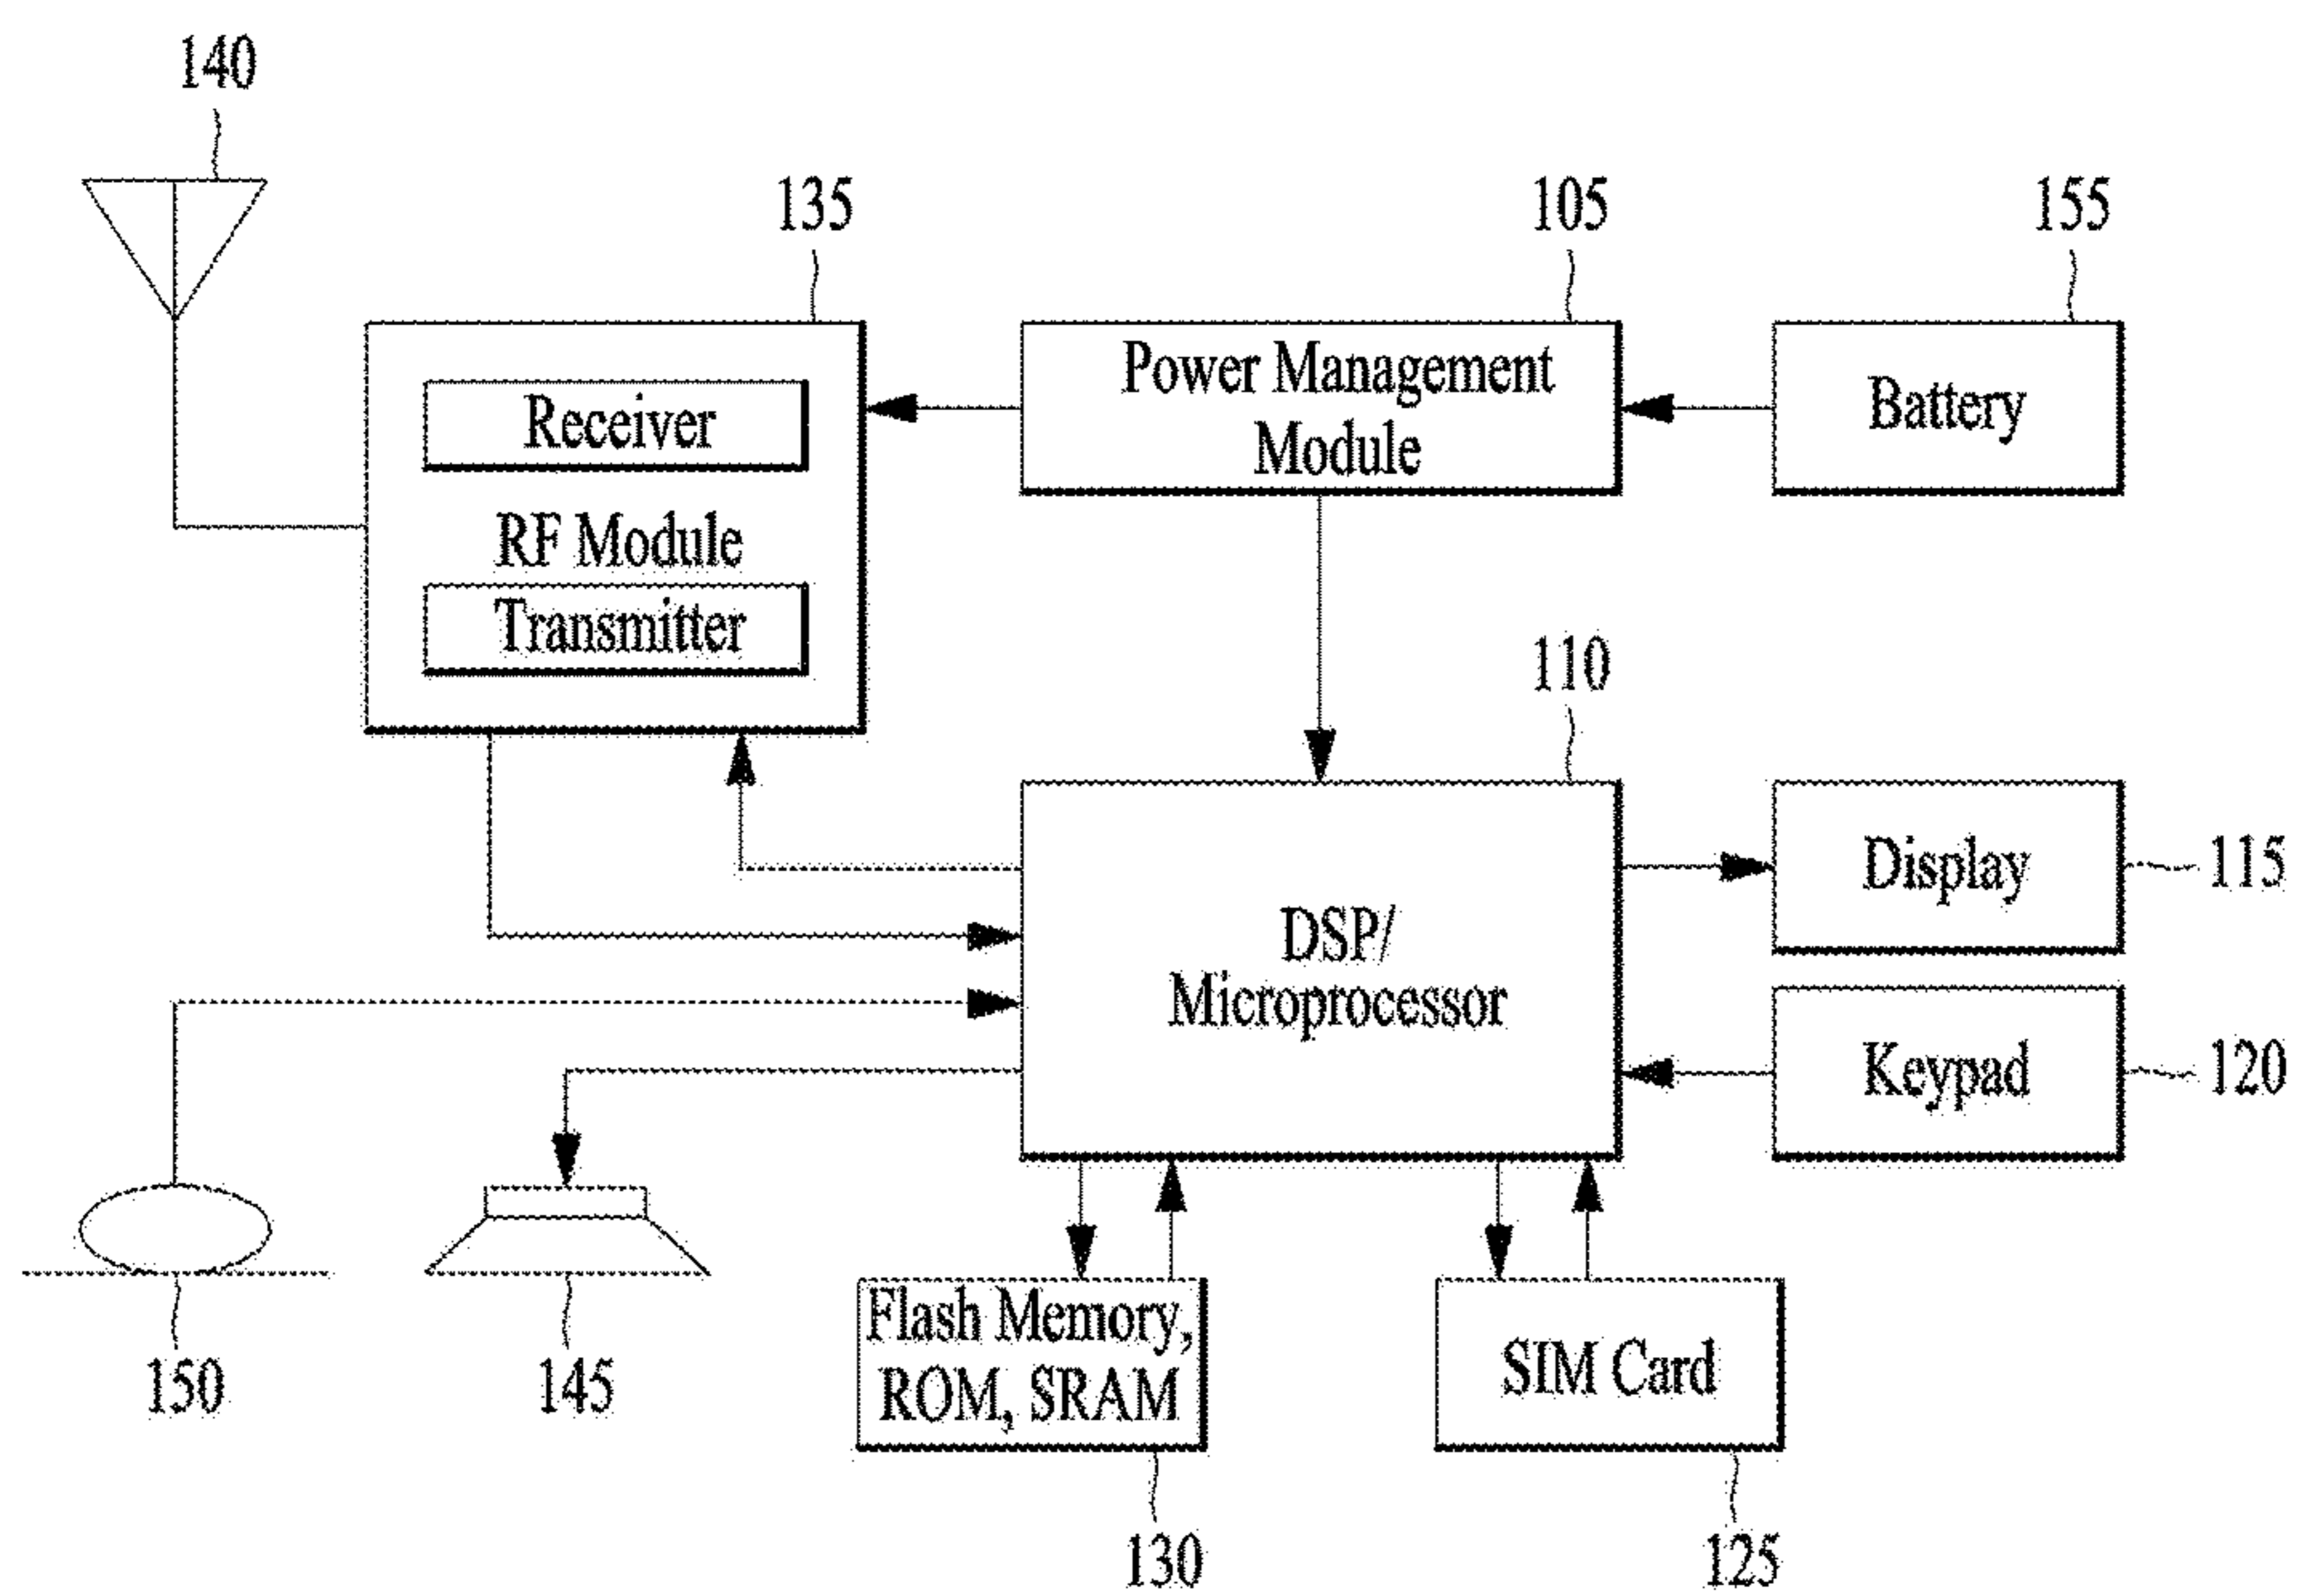 140
135
105
155
Receiver
RF Module
Transmitter
Power Management
Module
Battery
110
DSP/
Microprocessor
Display
115
Keypad
120
150
145
Flash Memory,
ROM, SRAM
SIM Card
130
125